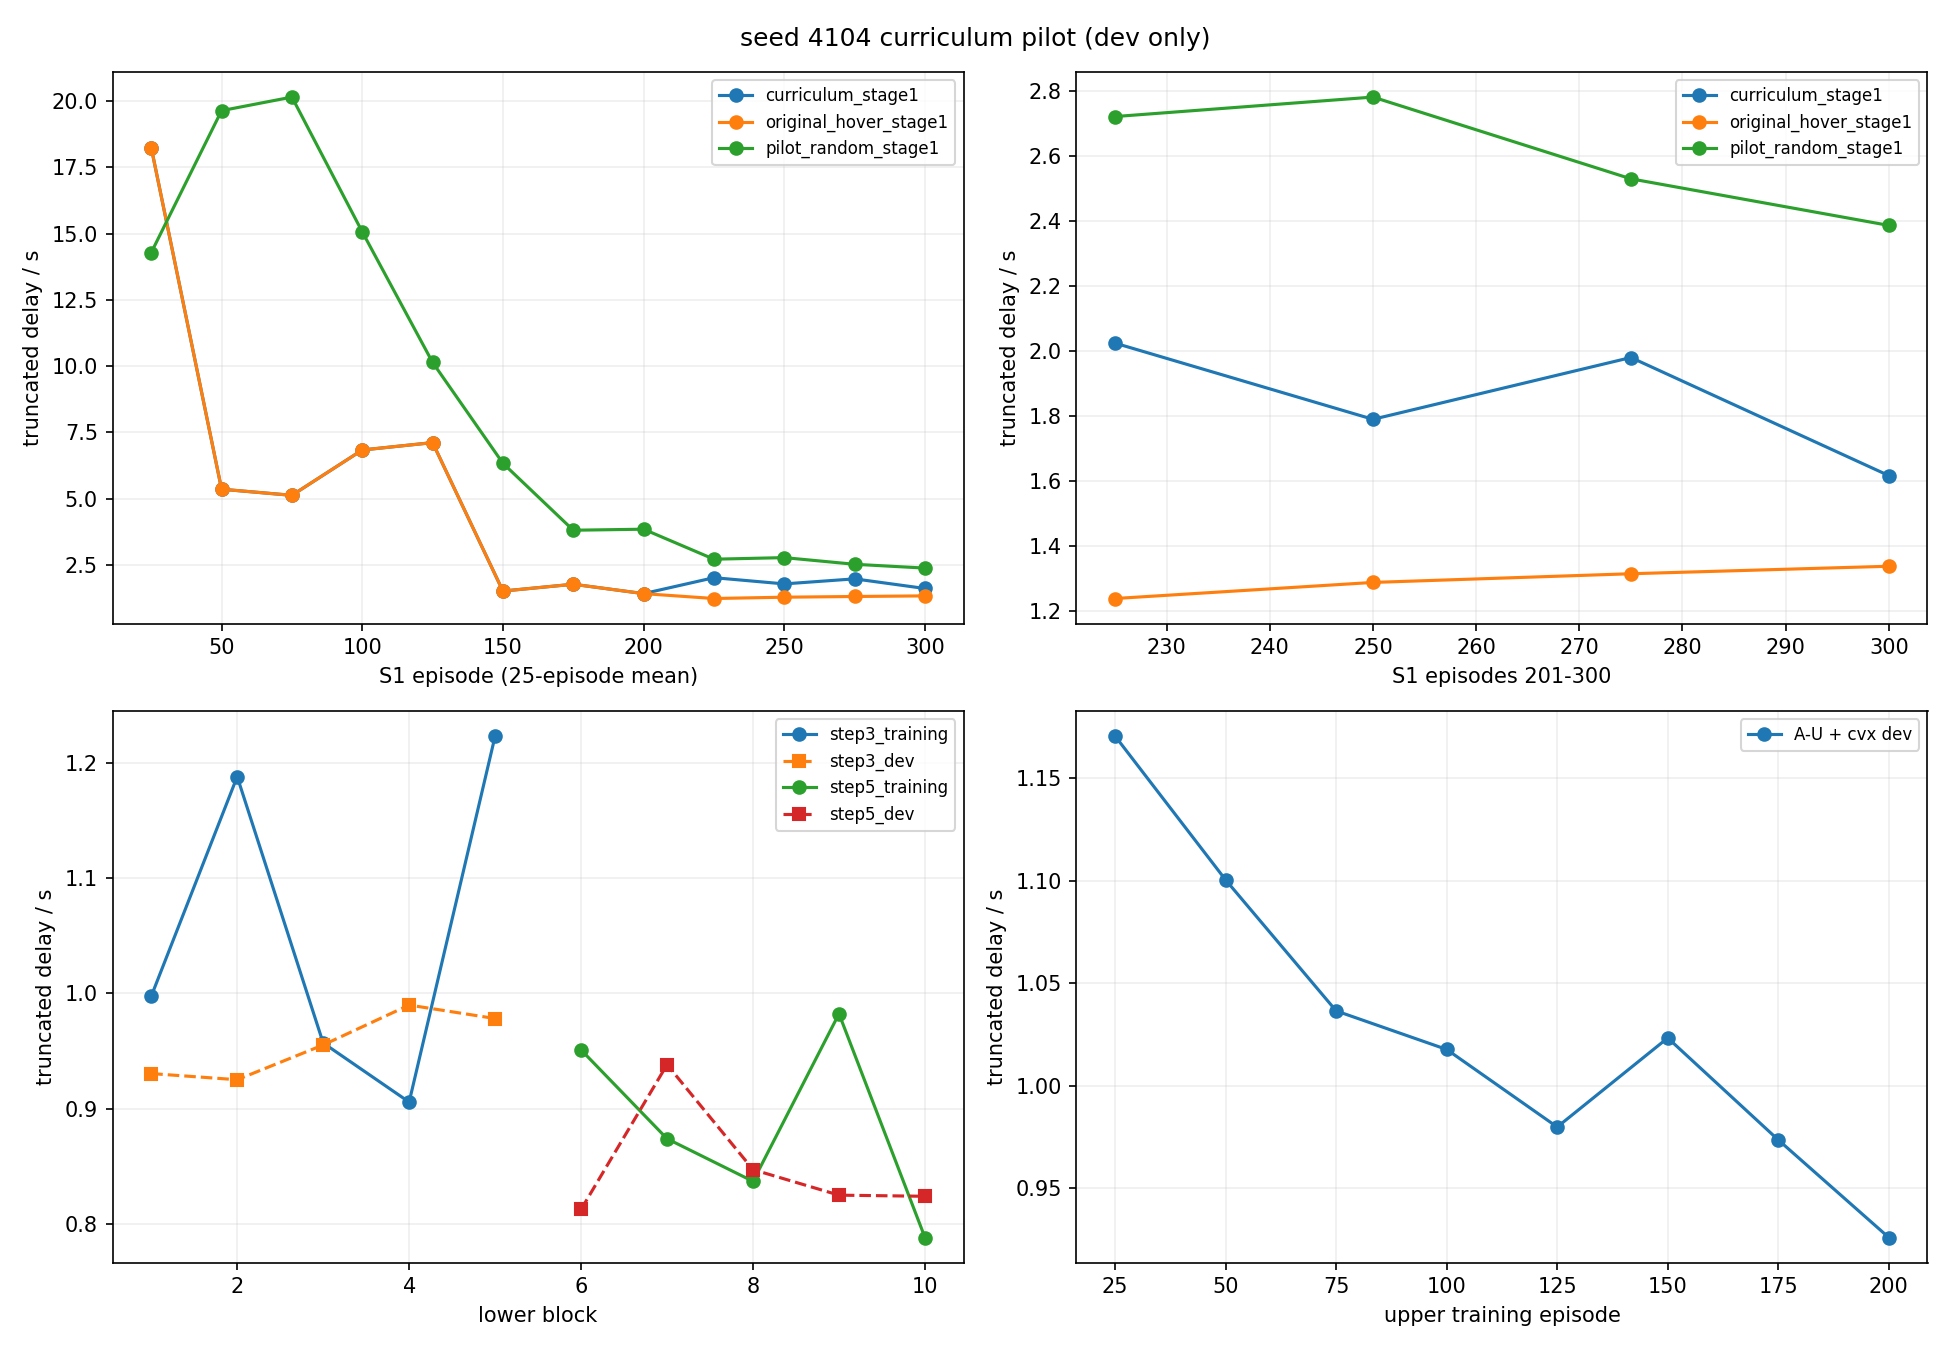 seed 4104 curriculum pilot (dev only)
truncated delay / s
20.0
17.5
15.0
12.5
10.0
7.5
5.0
2.5
curriculum_stage1
original_hover_stage1
pilot_random_stage1
50 100 150 200 250 300
S1 episode (25-episode mean)
truncated delay / s
2.8
2.6
2.4
2.2
2.0
1.8
1.6
1.4
1.2
curriculum_stage1
original_hover_stage1
pilot_random_stage1
230 240 250 260 270 280 290 300
S1 episodes 201-300
truncated delay / s
1.2
1.1
1.0
0.9
0.8
step3_training
step3_dev
step5_training
step5_dev
2 4 6 8 10
lower block
truncated delay / s
1.15
1.10
1.05
1.00
0.95
A-U + cvx dev
25 50 75 100 125 150 175 200
upper training episode